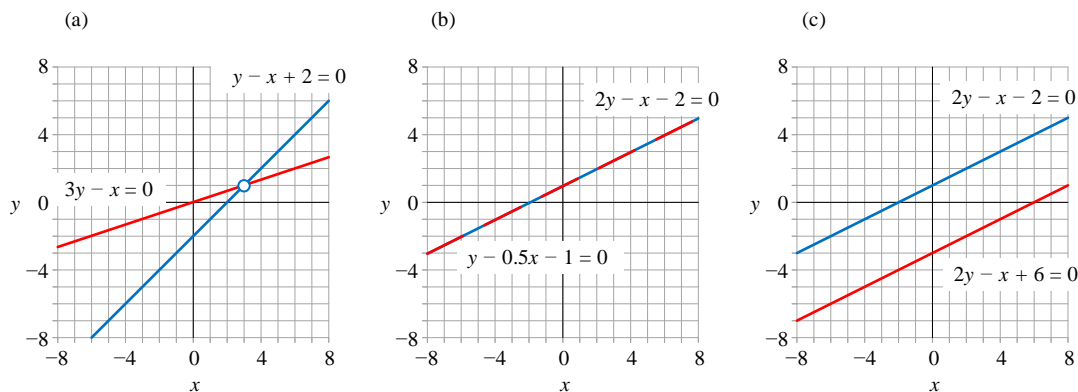 (a)
y − x + 2 = 0
3y − x = 0
8
4
y
0
−4
−8
−8 −4 0 4 8
x
(b)
2y − x − 2 = 0
y − 0.5x − 1 = 0
8
4
y
0
−4
−8
−8 −4 0 4 8
x
(c)
2y − x − 2 = 0
2y − x + 6 = 0
8
4
y
0
−4
−8
−8 −4 0 4 8
x